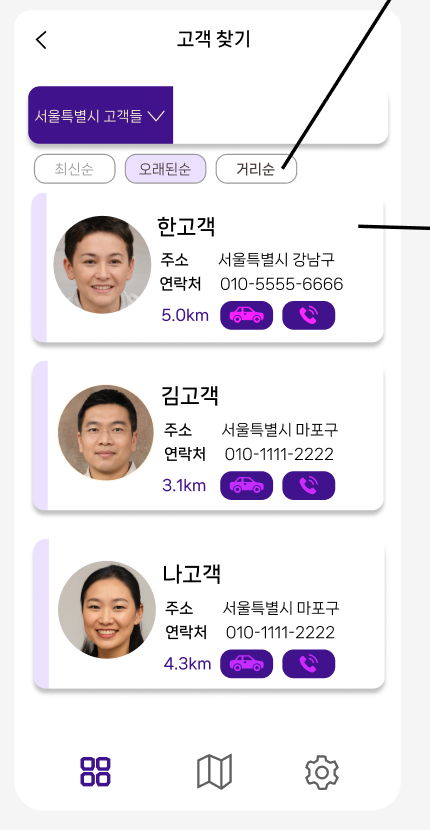 고객 찾기
서울특별시 고객들
최신순 오래된순 거리순
한고객
주소 서울특별시 강남구
연락처 010-5555-6666
5.0km
김고객
주소 서울특별시 마포구
연락처 010-1111-2222
3.1km
나고객
주소 서울특별시 마포구
연락처 010-1111-2222
4.3km